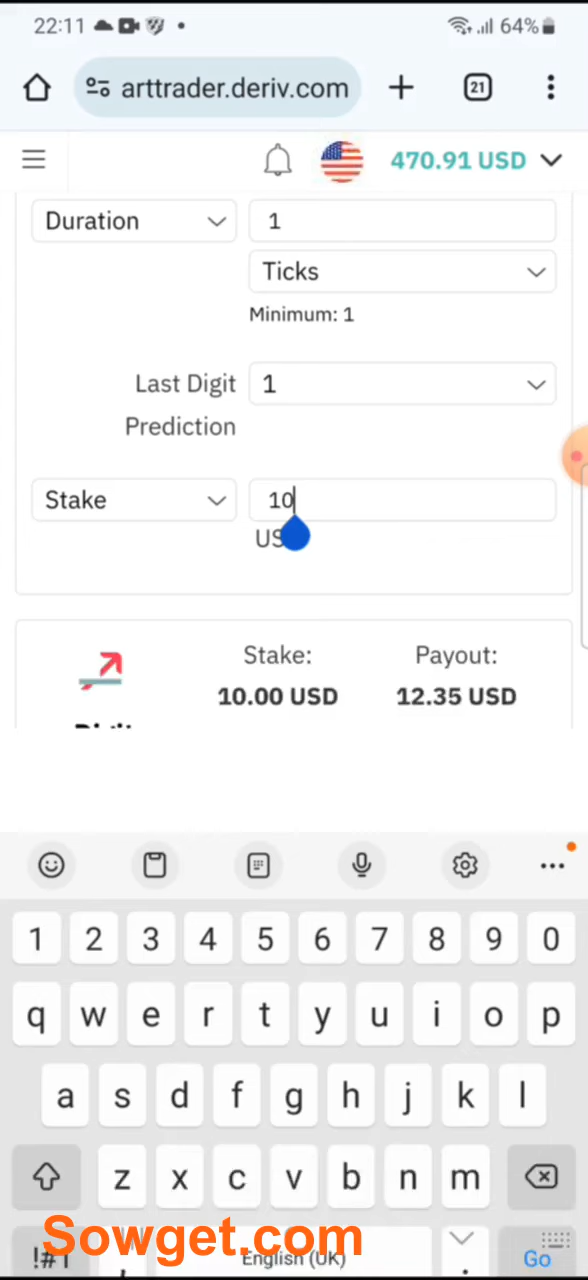 22:11
64%
arttrader.deriv.com
21
470.91 USD
Duration
1
Ticks
Minimum: 1
Last Digit
Prediction
1
Stake
10
Stake:
Payout:
10.00 USD
12.35 USD
1 2 3 4 5 6 7 8 9 0
q w e r t y u i o p
a s d f g h j k l
z x c v b n m
!#1 , English (UK) . Go
Sowget.com